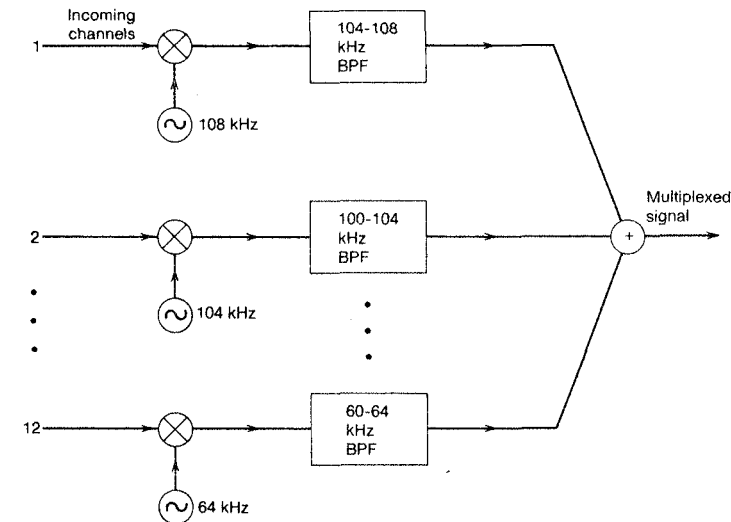 Incoming
channels
1
104-108
kHz
BPF
108 kHz
2
100-104
kHz
BPF
104 kHz
+
Multiplexed
signal
12
60-64
kHz
BPF
64 kHz